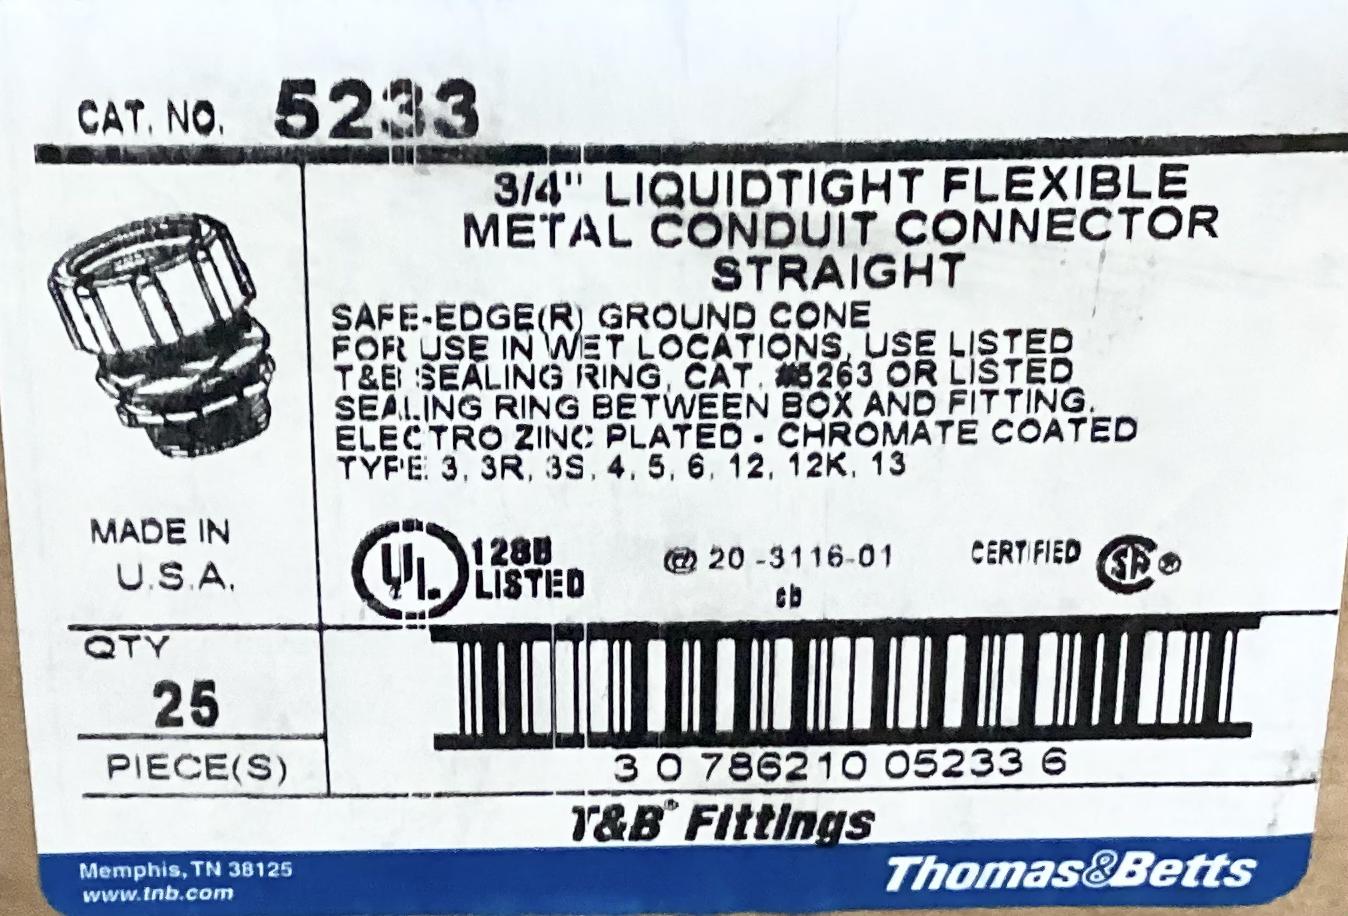 CAT. NO. 5233
3/4" LIQUIDTIGHT FLEXIBLE
METAL CONDUIT CONNECTOR
STRAIGHT
SAFE-EDGE(R) GROUND CONE
FOR USE IN WET LOCATIONS, USE LISTED
T&B SEALING RING, CAT. #5263 OR LISTED
SEALING RING BETWEEN BOX AND FITTING.
ELECTRO ZINC PLATED - CHROMATE COATED
TYPE: 3, 3R, 3S, 4, 5, 6, 12, 12K, 13
MADE IN
U.S.A.
UL
LISTED
20-3116-01
CERTIFIED SA®
QTY
25
PIECE(S)
3 0 786210 05233 6
T&B® Fittings
Memphis, TN 38125
www.tnb.com
Thomas&Betts